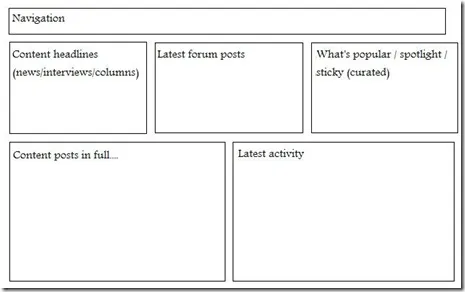 Navigation
Content headlines
(news/interviews/columns)
Latest forum posts
What's popular / spotlight /
sticky (curated)
Content posts in full....
Latest activity